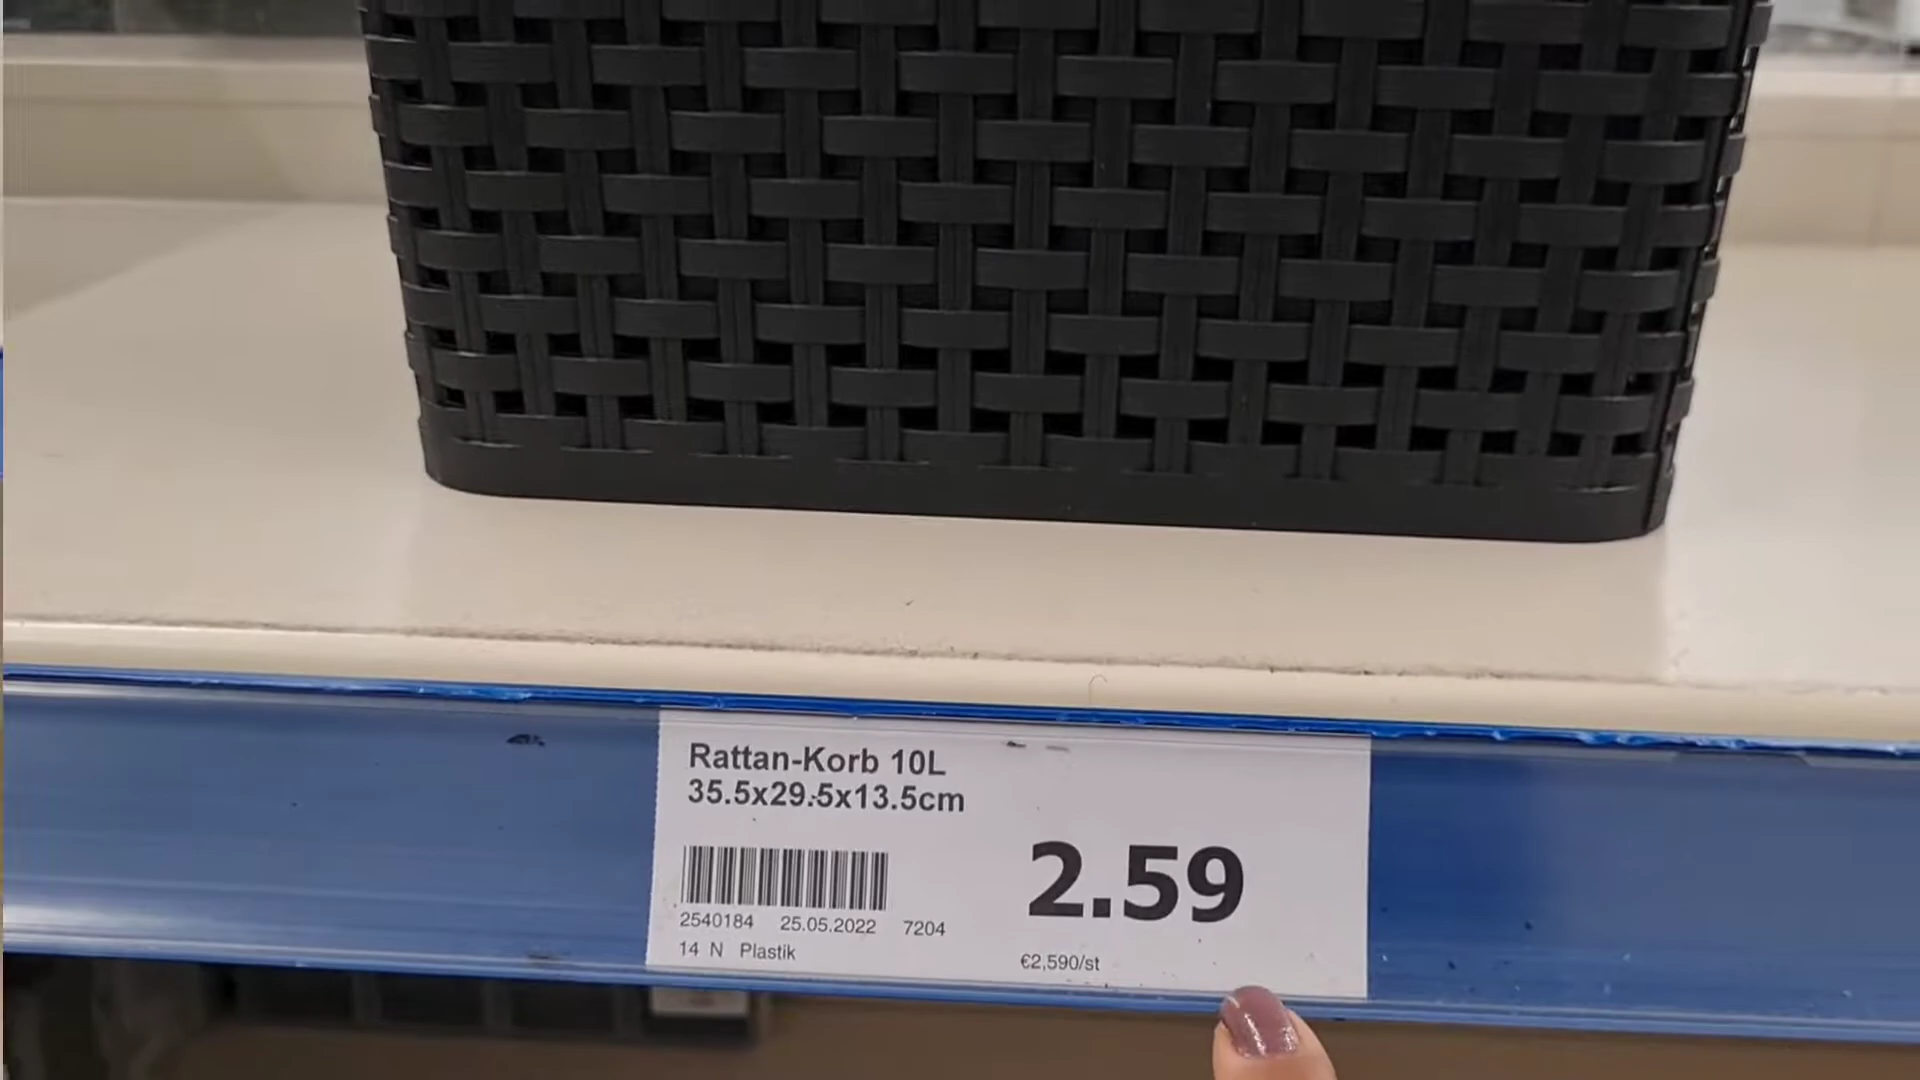 Rattan-Korb 10L
35.5x29.5x13.5cm
2.59
2540184 25.05.2022 7204
14 N Plastik
€2,590/st